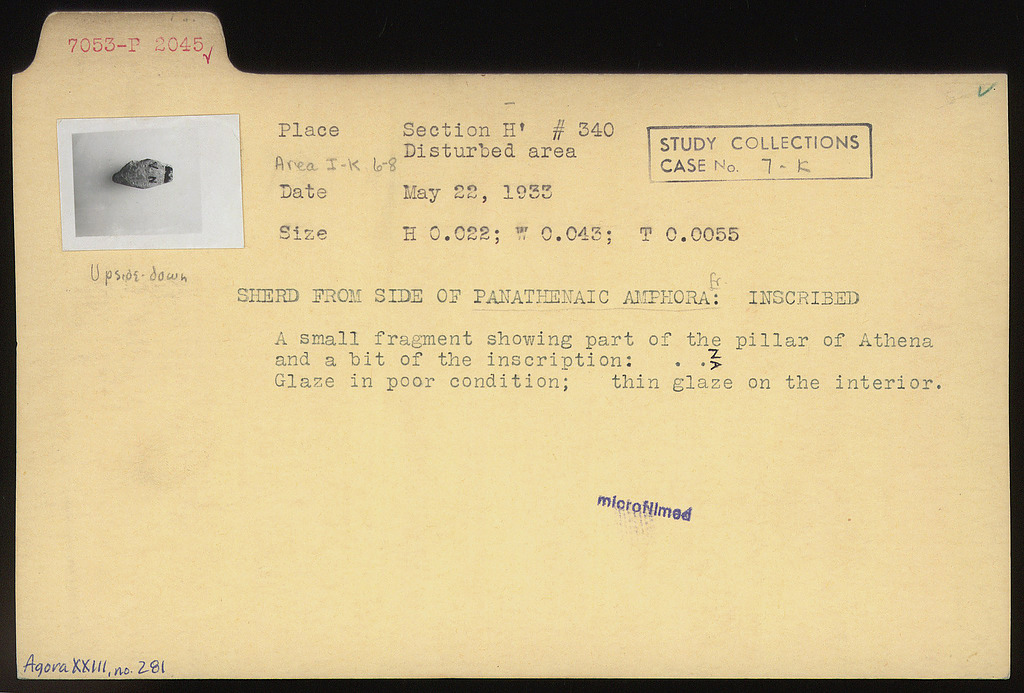 7053-P 2045
Place Section H' # 340
Disturbed area
Area I-K 6-8
Date May 22, 1933
Size H 0.022; W 0.043; T 0.0055
STUDY COLLECTIONS
CASE No. 7-K
Upside-down
fr
SHERD FROM SIDE OF PANATHENAIC AMPHORA: INSCRIBED
A small fragment showing part of the pillar of Athena
and a bit of the inscription: . .
Glaze in poor condition; thin glaze on the interior.
microfilmed
Agora XXIII, no. 281